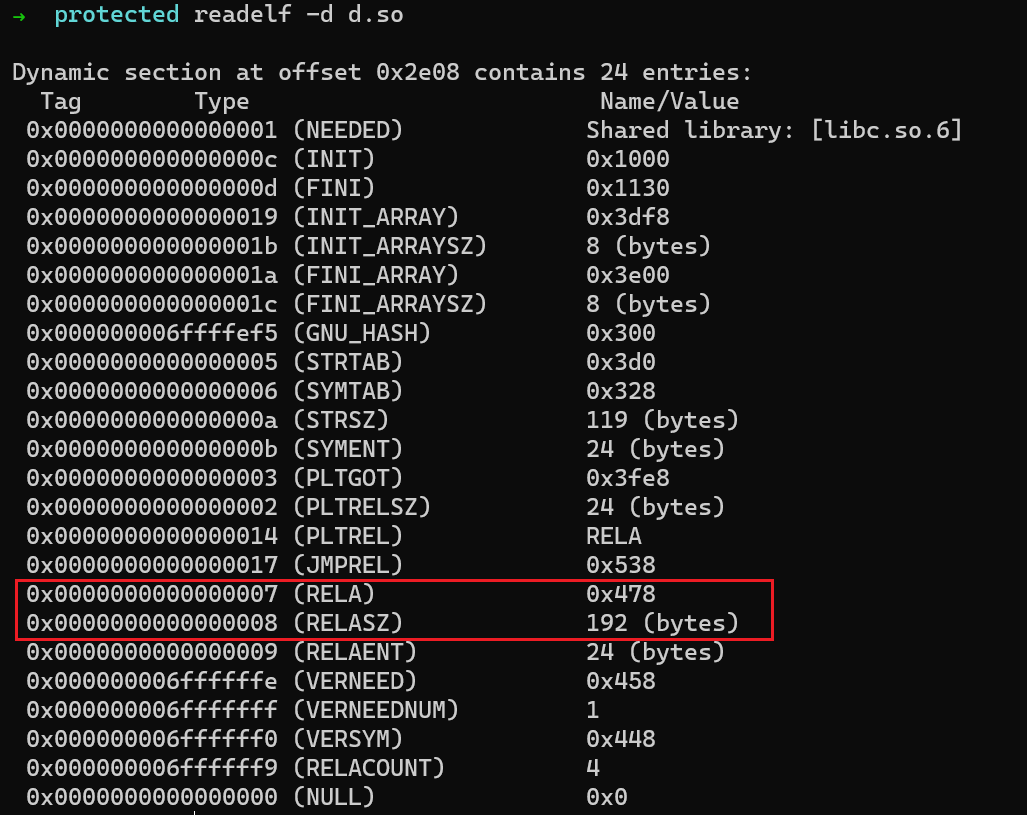 → protected readelf -d d.so
Dynamic section at offset 0x2e08 contains 24 entries:
Tag Type Name/Value
0x0000000000000001 (NEEDED) Shared library: [libc.so.6]
0x000000000000000c (INIT) 0x1000
0x000000000000000d (FINI) 0x1130
0x0000000000000019 (INIT_ARRAY) 0x3df8
0x000000000000001b (INIT_ARRAYSZ) 8 (bytes)
0x000000000000001a (FINI_ARRAY) 0x3e00
0x000000000000001c (FINI_ARRAYSZ) 8 (bytes)
0x000000006ffffef5 (GNU_HASH) 0x300
0x0000000000000005 (STRTAB) 0x3d0
0x0000000000000006 (SYMTAB) 0x328
0x000000000000000a (STRSZ) 119 (bytes)
0x000000000000000b (SYMENT) 24 (bytes)
0x0000000000000003 (PLTGOT) 0x3fe8
0x0000000000000002 (PLTRELSZ) 24 (bytes)
0x0000000000000014 (PLTREL) RELA
0x0000000000000017 (JMPREL) 0x538
0x0000000000000007 (RELA) 0x478
0x0000000000000008 (RELASZ) 192 (bytes)
0x0000000000000009 (RELAENT) 24 (bytes)
0x000000006ffffffe (VERNEED) 0x458
0x000000006fffffff (VERNEEDNUM) 1
0x000000006ffffff0 (VERSYM) 0x448
0x000000006ffffff9 (RELACOUNT) 4
0x0000000000000000 (NULL) 0x0